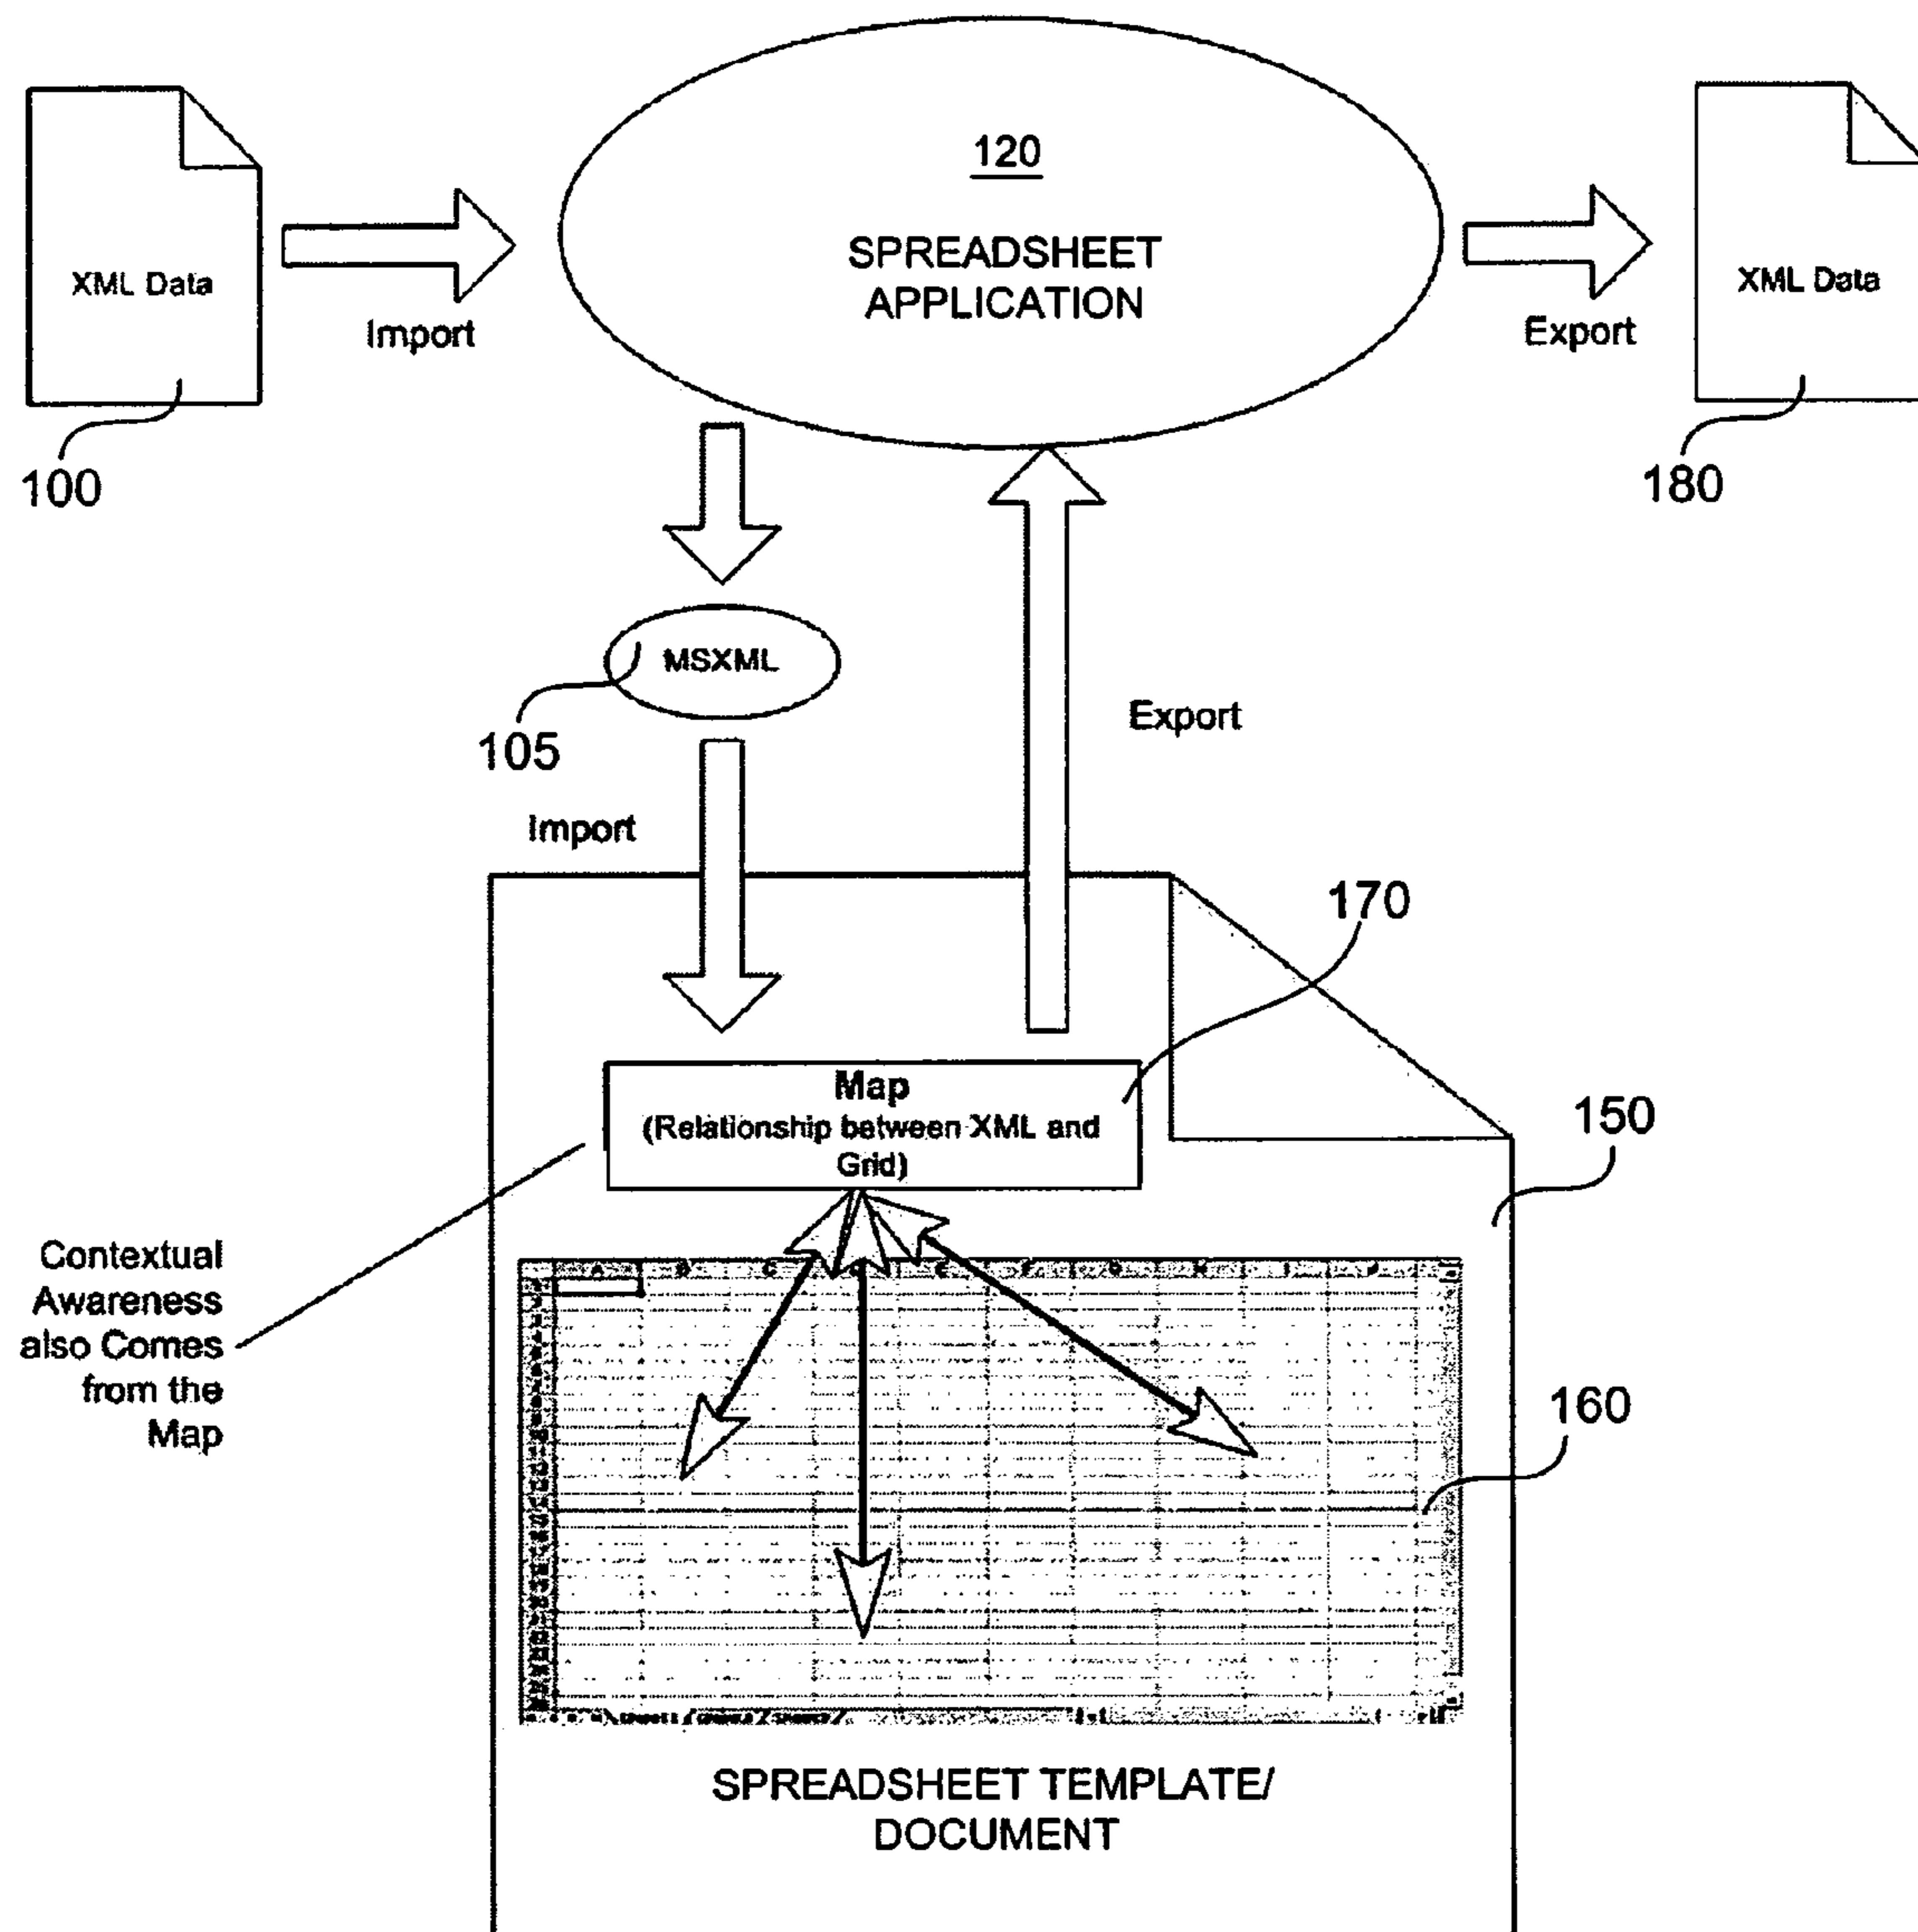 120
SPREADSHEET
APPLICATION
XML Data
Import
100
XML Data
Export
180
MSXML
105
Import
Export
170
Map
(Relationship between XML and
Grid)
150
Contextual
Awareness
also Comes
from the
Map
A B C E F
160
SPREADSHEET TEMPLATE/
DOCUMENT